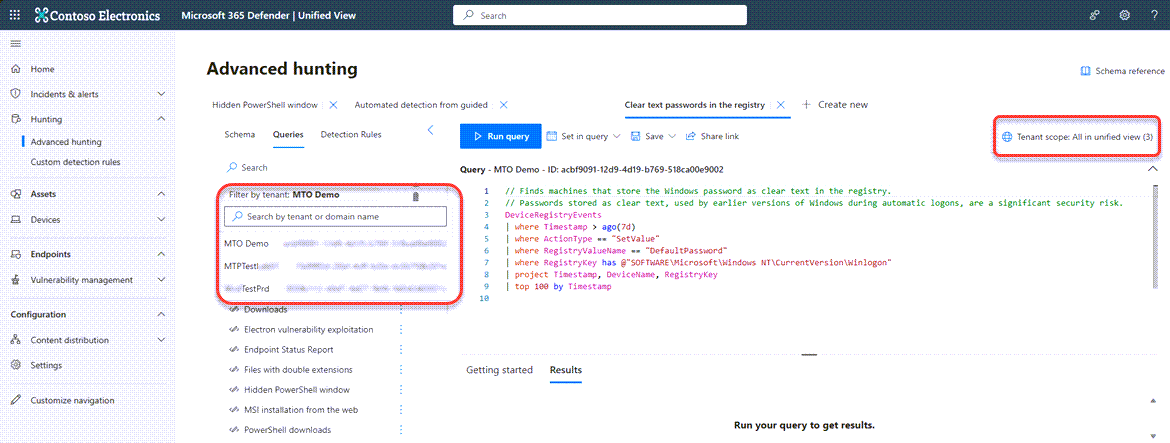 Contoso Electronics
Microsoft 365 Defender | Unified View
Search
?
Home
Incidents & alerts
Hunting
Advanced hunting
Custom detection rules
Assets
Devices
Endpoints
Vulnerability management
Configuration
Content distribution
Settings
Customize navigation
Advanced hunting
Schema reference
Hidden PowerShell window
Automated detection from guided
Clear text passwords in the registry
Create new
Schema
Queries
Detection Rules
Search
Filter by tenant: MTO Demo
Search by tenant or domain name
MTO Demo
MTPTest
TestPrd
Downloads
Electron vulnerability exploitation
Endpoint Status Report
Files with double extensions
Hidden PowerShell window
MSI installation from the web
PowerShell downloads
Run query
Set in query
Save
Share link
Tenant scope: All in unified view (3)
Query - MTO Demo - ID: acbf9091-12d9-4d19-b769-518ca00e9002
1 // Finds machines that store the Windows password as clear text in the registry.
2 // Passwords stored as clear text, used by earlier versions of Windows during automatic logons, are a significant security risk.
3 DeviceRegistryEvents
4 | where Timestamp > ago(7d)
5 | where ActionType == "SetValue"
6 | where RegistryValueName == "DefaultPassword"
7 | where RegistryKey has @"SOFTWARE\Microsoft\Windows NT\CurrentVersion\Winlogon"
8 | project Timestamp, DeviceName, RegistryKey
9 | top 100 by Timestamp
10
Getting started
Results
Run your query to get results.